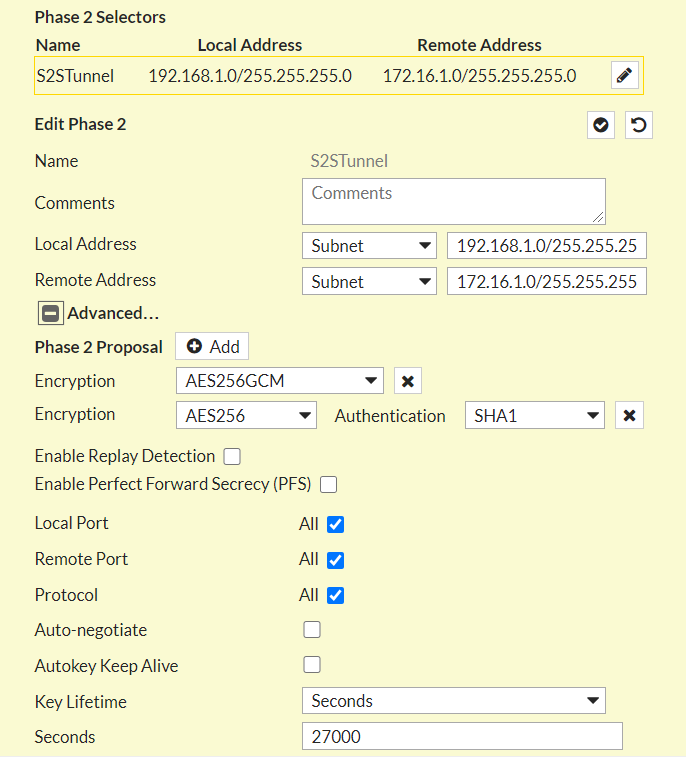 Phase 2 Selectors
Name Local Address Remote Address
S2STunnel 192.168.1.0/255.255.255.0 172.16.1.0/255.255.255.0
Edit Phase 2
Name S2STunnel
Comments Comments
Local Address Subnet 192.168.1.0/255.255.25
Remote Address Subnet 172.16.1.0/255.255.255
Advanced...
Phase 2 Proposal Add
Encryption AES256GCM
Encryption AES256 Authentication SHA1
Enable Replay Detection
Enable Perfect Forward Secrecy (PFS)
Local Port All
Remote Port All
Protocol All
Auto-negotiate
Autokey Keep Alive
Key Lifetime Seconds
Seconds 27000